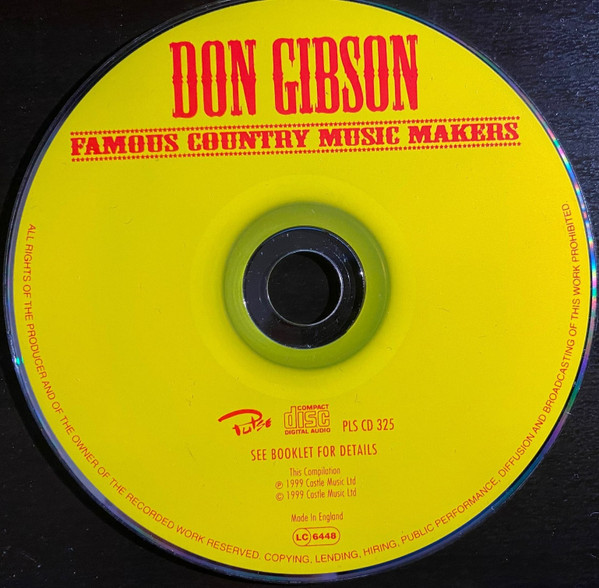 DON GIBSON
FAMOUS COUNTRY MUSIC MAKERS
Pulse
COMPACT
disc
DIGITAL AUDIO
PLS CD 325
SEE BOOKLET FOR DETAILS
This Compilation
℗ 1999 Castle Music Ltd
© 1999 Castle Music Ltd
Made In England
LC 6448
ALL RIGHTS OF THE PRODUCER AND OF THE OWNER OF THE RECORDED WORK RESERVED. COPYING, LENDING, HIRING, PUBLIC PERFORMANCE, DIFFUSION AND BROADCASTING OF THIS WORK PROHIBITED.